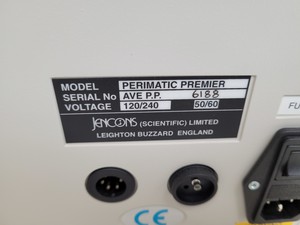 MODEL PERIMATIC PREMIER
SERIAL No AVE P.P. 6188
VOLTAGE 120/240 50/60
JENCONS (SCIENTIFIC) LIMITED
LEIGHTON BUZZARD ENGLAND
FU
CE